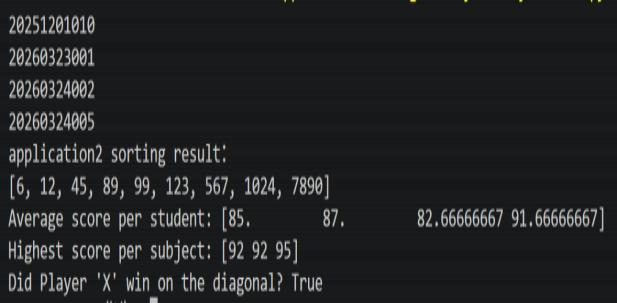 20251201010
20260323001
20260324002
20260324005
application2 sorting result:
[6, 12, 45, 89, 99, 123, 567, 1024, 7890]
Average score per student: [85.         87.         82.66666667 91.66666667]
Highest score per subject: [92 92 95]
Did Player 'X' win on the diagonal? True